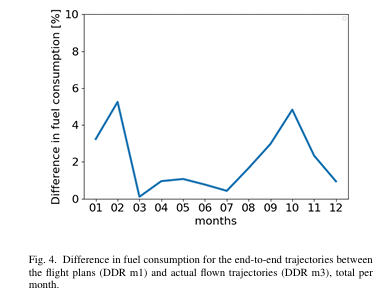 Difference in fuel consumption [%]
10
8
6
4
2
0
01 02 03 04 05 06 07 08 09 10 11 12
months
Fig. 4. Difference in fuel consumption for the end-to-end trajectories between
the flight plans (DDR m1) and actual flown trajectories (DDR m3), total per
month.